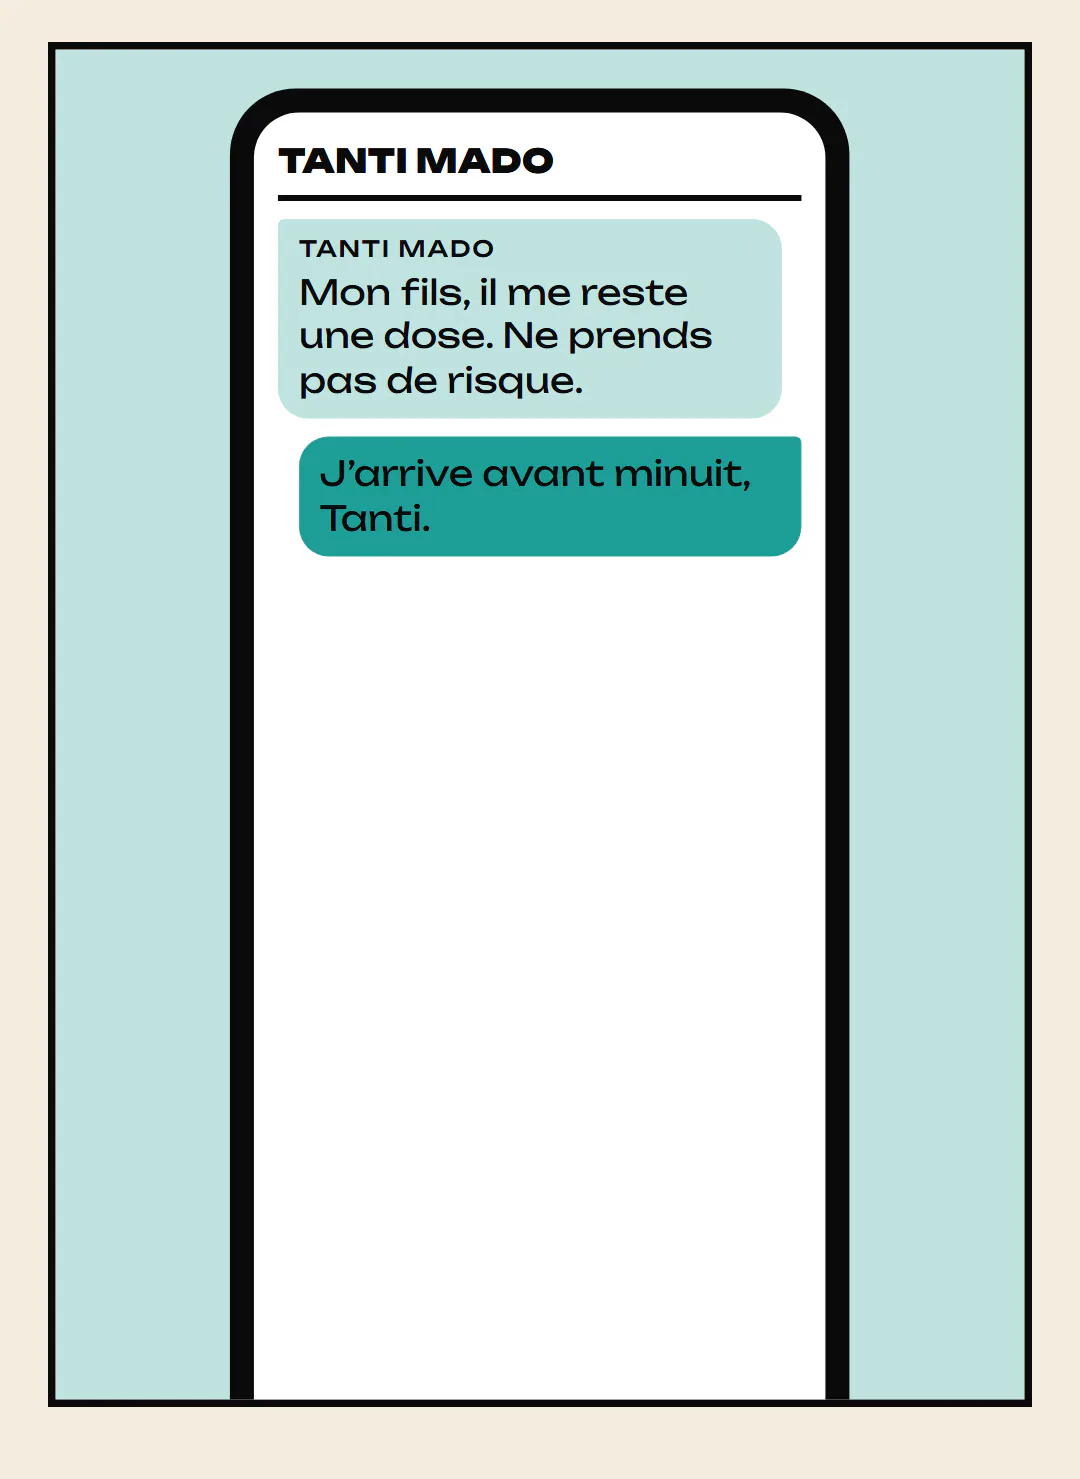 TANTI MADO
TANTI MADO
Mon fils, il me reste
une dose. Ne prends
pas de risque.
J’arrive avant minuit,
Tanti.